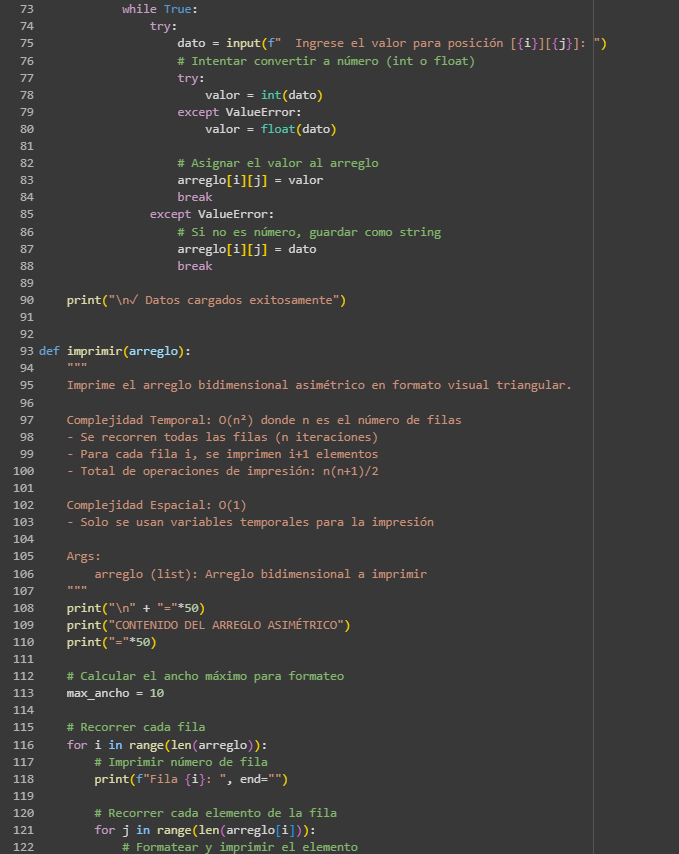 73 while True:
74 try:
75 dato = input(f"  Ingrese el valor para posición [{i}][{j}]: ")
76 # Intentar convertir a número (int o float)
77 try:
78 valor = int(dato)
79 except ValueError:
80 valor = float(dato)
81
82 # Asignar el valor al arreglo
83 arreglo[i][j] = valor
84 break
85 except ValueError:
86 # Si no es número, guardar como string
87 arreglo[i][j] = dato
88 break
89
90 print("\n✓ Datos cargados exitosamente")
91
92
93 def imprimir(arreglo):
94 """
95 Imprime el arreglo bidimensional asimétrico en formato visual triangular.
96
97 Complejidad Temporal: O(n²) donde n es el número de filas
98 - Se recorren todas las filas (n iteraciones)
99 - Para cada fila i, se imprimen i+1 elementos
100 - Total de operaciones de impresión: n(n+1)/2
101
102 Complejidad Espacial: O(1)
103 - Solo se usan variables temporales para la impresión
104
105 Args:
106 arreglo (list): Arreglo bidimensional a imprimir
107 """
108 print("\n" + "="*50)
109 print("CONTENIDO DEL ARREGLO ASIMÉTRICO")
110 print("="*50)
111
112 # Calcular el ancho máximo para formateo
113 max_ancho = 10
114
115 # Recorrer cada fila
116 for i in range(len(arreglo)):
117 # Imprimir número de fila
118 print(f"Fila {i}: ", end="")
119
120 # Recorrer cada elemento de la fila
121 for j in range(len(arreglo[i])):
122 # Formatear y imprimir el elemento